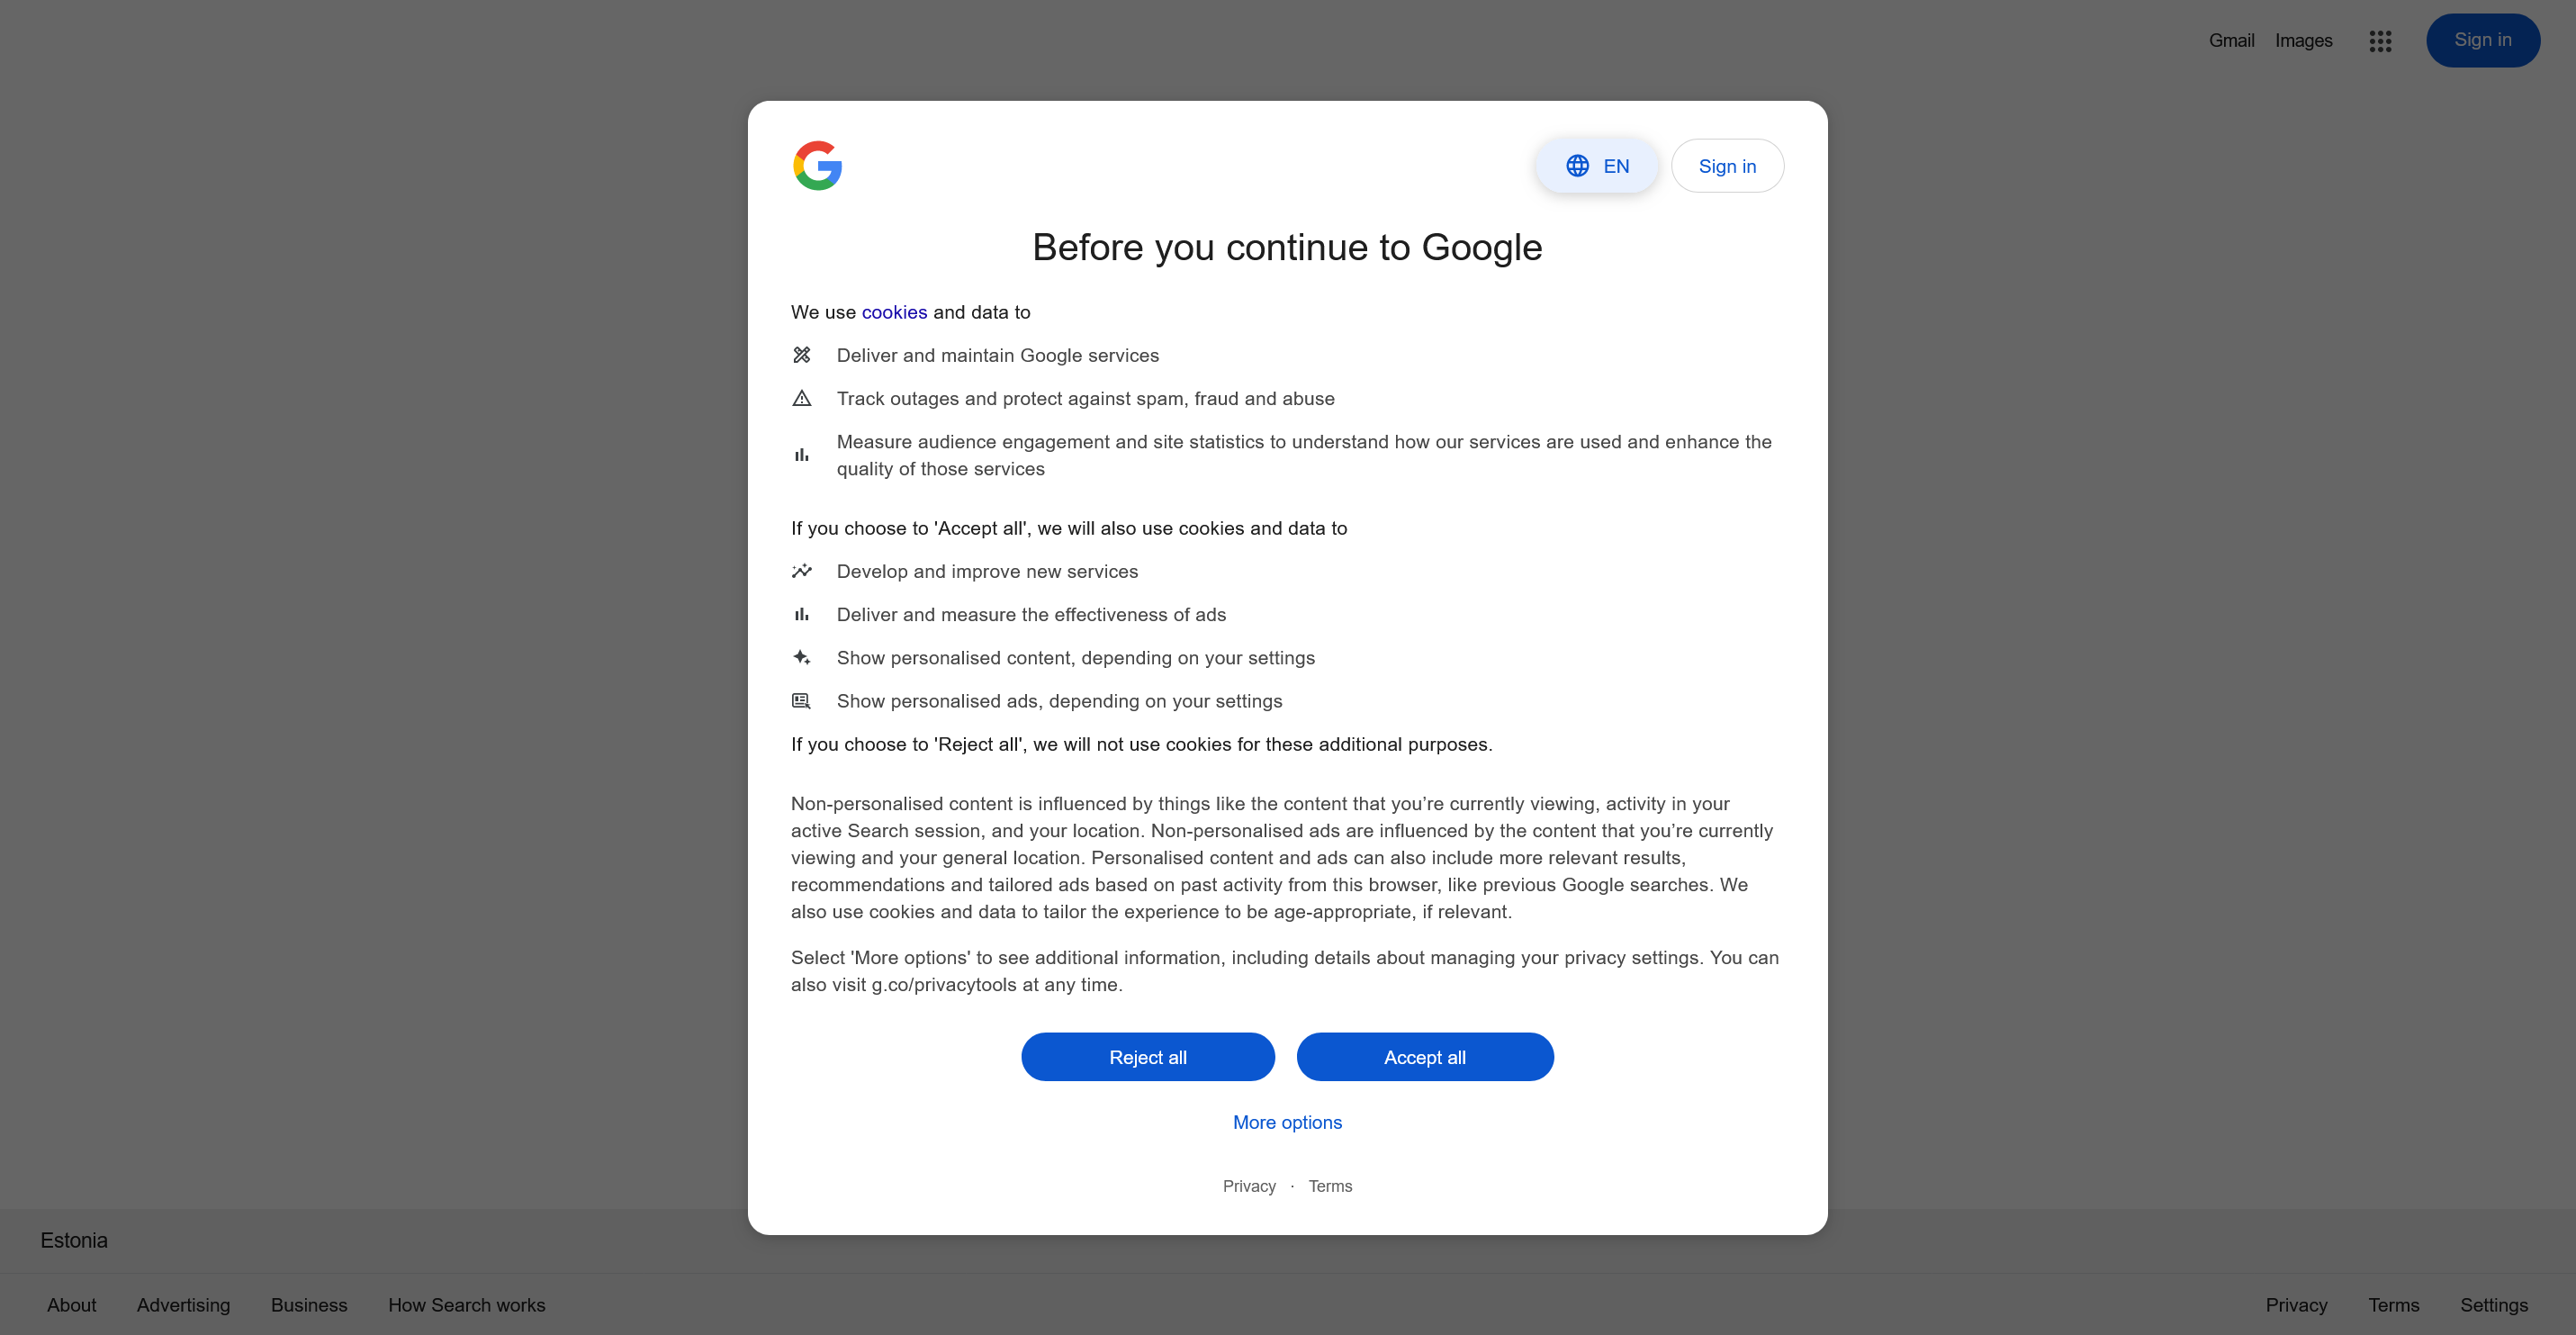 Gmail Images Sign in
EN Sign in
Before you continue to Google
We use cookies and data to
Deliver and maintain Google services
Track outages and protect against spam, fraud and abuse
Measure audience engagement and site statistics to understand how our services are used and enhance the
quality of those services
If you choose to 'Accept all', we will also use cookies and data to
Develop and improve new services
Deliver and measure the effectiveness of ads
Show personalised content, depending on your settings
Show personalised ads, depending on your settings
If you choose to 'Reject all', we will not use cookies for these additional purposes.
Non-personalised content is influenced by things like the content that you’re currently viewing, activity in your
active Search session, and your location. Non-personalised ads are influenced by the content that you’re currently
viewing and your general location. Personalised content and ads can also include more relevant results,
recommendations and tailored ads based on past activity from this browser, like previous Google searches. We
also use cookies and data to tailor the experience to be age-appropriate, if relevant.
Select 'More options' to see additional information, including details about managing your privacy settings. You can
also visit g.co/privacytools at any time.
Reject all Accept all
More options
Privacy · Terms
Estonia
About Advertising Business How Search works Privacy Terms Settings